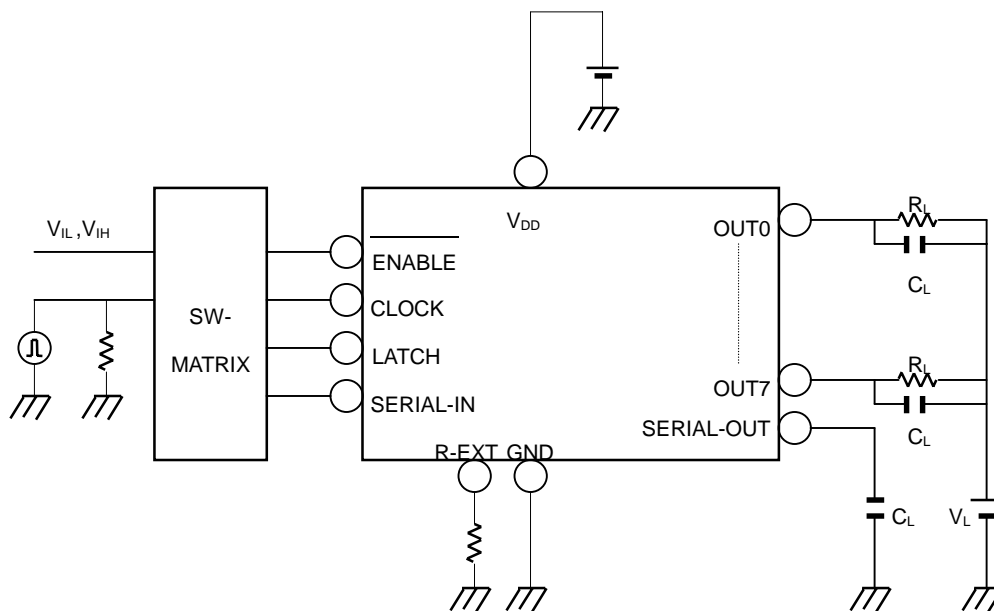 V_IL ,V_IH
SW-
MATRIX
ENABLE
CLOCK
LATCH
SERIAL-IN
V_DD
OUT0
OUT7
SERIAL-OUT
R-EXT GND
R_L
C_L
R_L
C_L
C_L
V_L